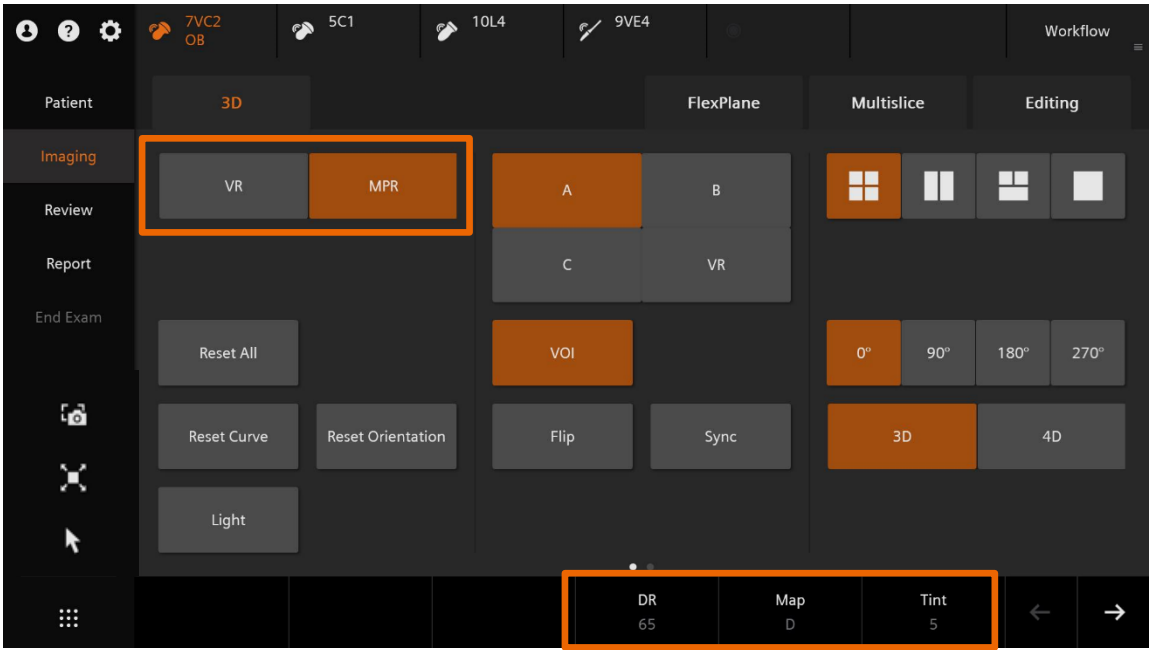 7VC2
OB
5C1
10L4
9VE4
Workflow
Patient
Imaging
Review
Report
End Exam
3D
FlexPlane
Multislice
Editing
VR
MPR
A
B
C
VR
Reset All
VOI
0°
90°
180°
270°
Reset Curve
Reset Orientation
Flip
Sync
3D
4D
Light
DR
65
Map
D
Tint
5